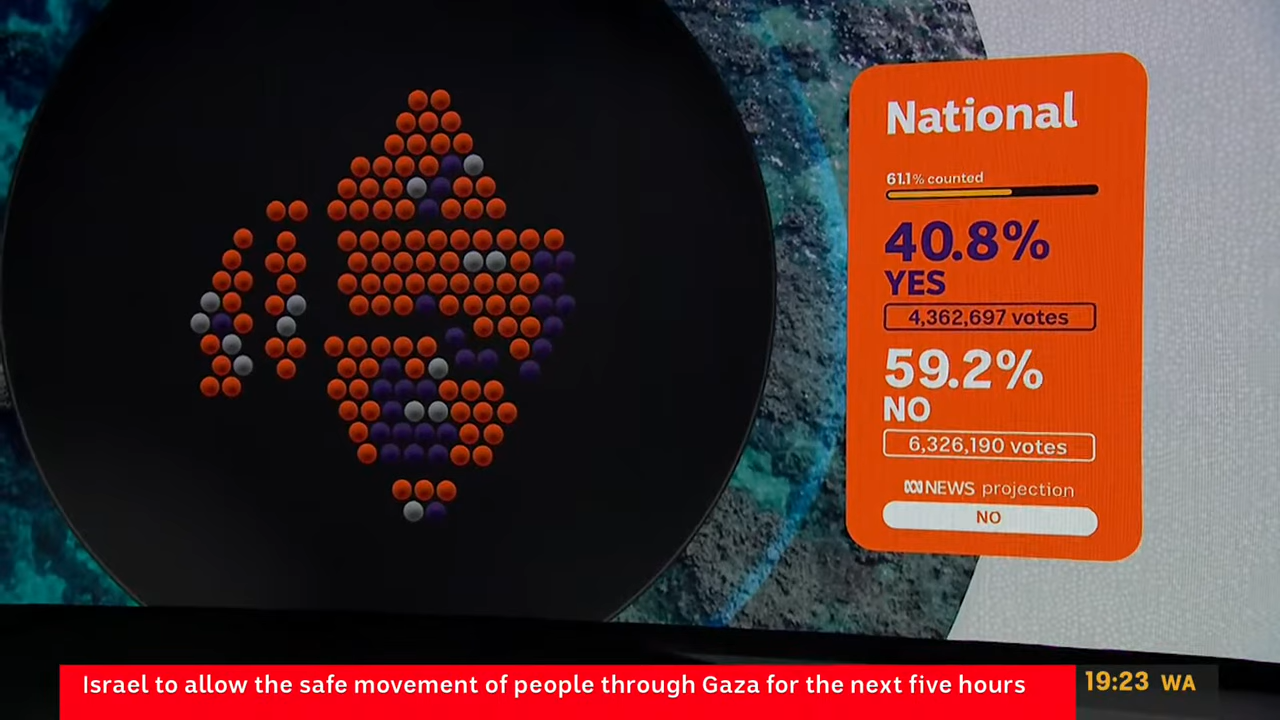 National
61.1% counted
40.8%
YES
4,362,697 votes
59.2%
NO
6,326,190 votes
NEWS projection
NO
Israel to allow the safe movement of people through Gaza for the next five hours
19:23 WA